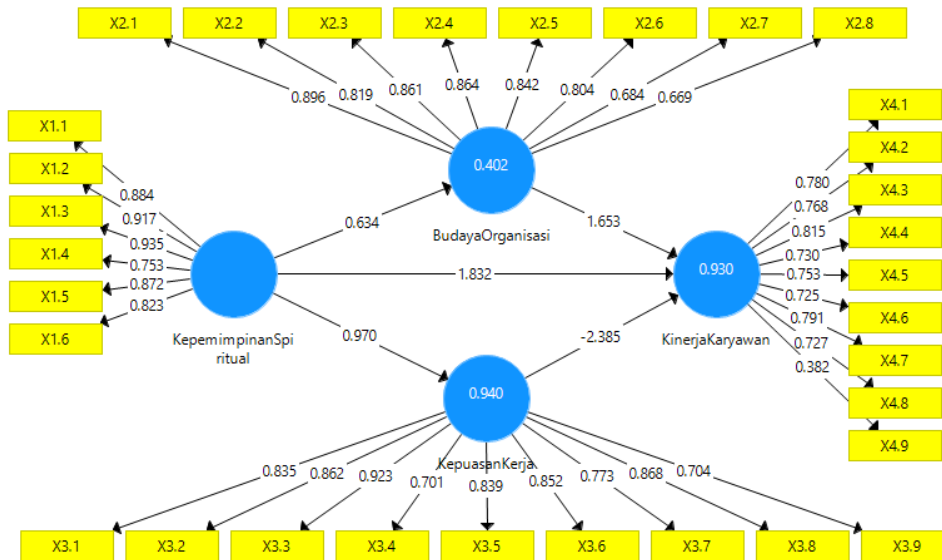 X2.1 X2.2 X2.3 X2.4 X2.5 X2.6 X2.7 X2.8
0.896 0.819 0.861 0.864 0.842 0.804 0.684 0.669
X1.1
X1.2
X1.3
X1.4
X1.5
X1.6
0.884
0.917
0.935
0.753
0.872
0.823
KepemimpinanSpi
ritual
0.634
1.832
0.970
0.402
BudayaOrganisasi
1.653
-2.385
0.930
KinerjaKaryawan
0.780
0.768
0.815
0.730
0.753
0.725
0.791
0.727
0.382
X4.1
X4.2
X4.3
X4.4
X4.5
X4.6
X4.7
X4.8
X4.9
0.940
KepuasanKerja
0.835 0.862 0.923 0.701 0.839 0.852 0.773 0.868 0.704
X3.1 X3.2 X3.3 X3.4 X3.5 X3.6 X3.7 X3.8 X3.9